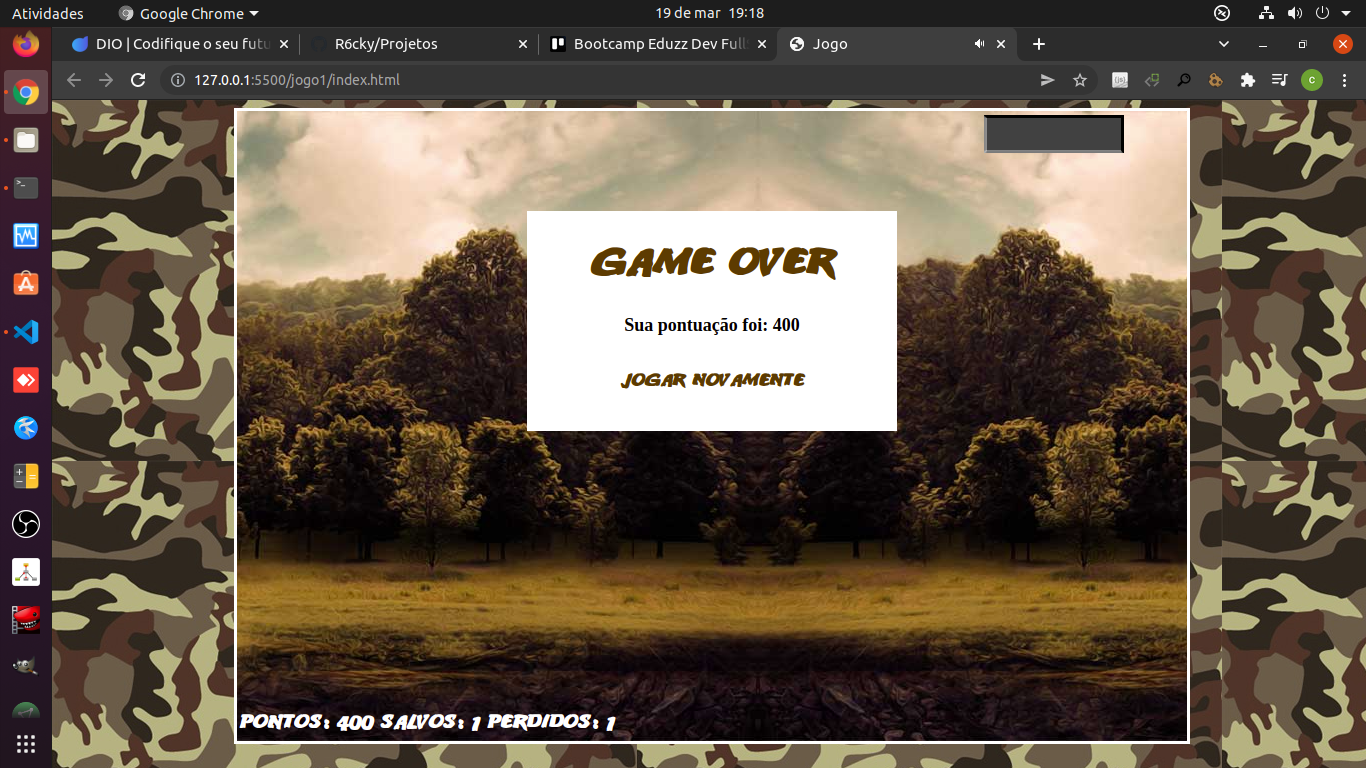 Atividades
Google Chrome
19 de mar 19:18
DIO | Codifique o seu futu
R6cky/Projetos
Bootcamp Eduzz Dev Full
Jogo
127.0.0.1:5500/jogo1/index.html
c
GAME OVER
Sua pontuação foi: 400
JOGAR NOVAMENTE
PONTOS: 400 SALVOS: 1 PERDIDOS: 1